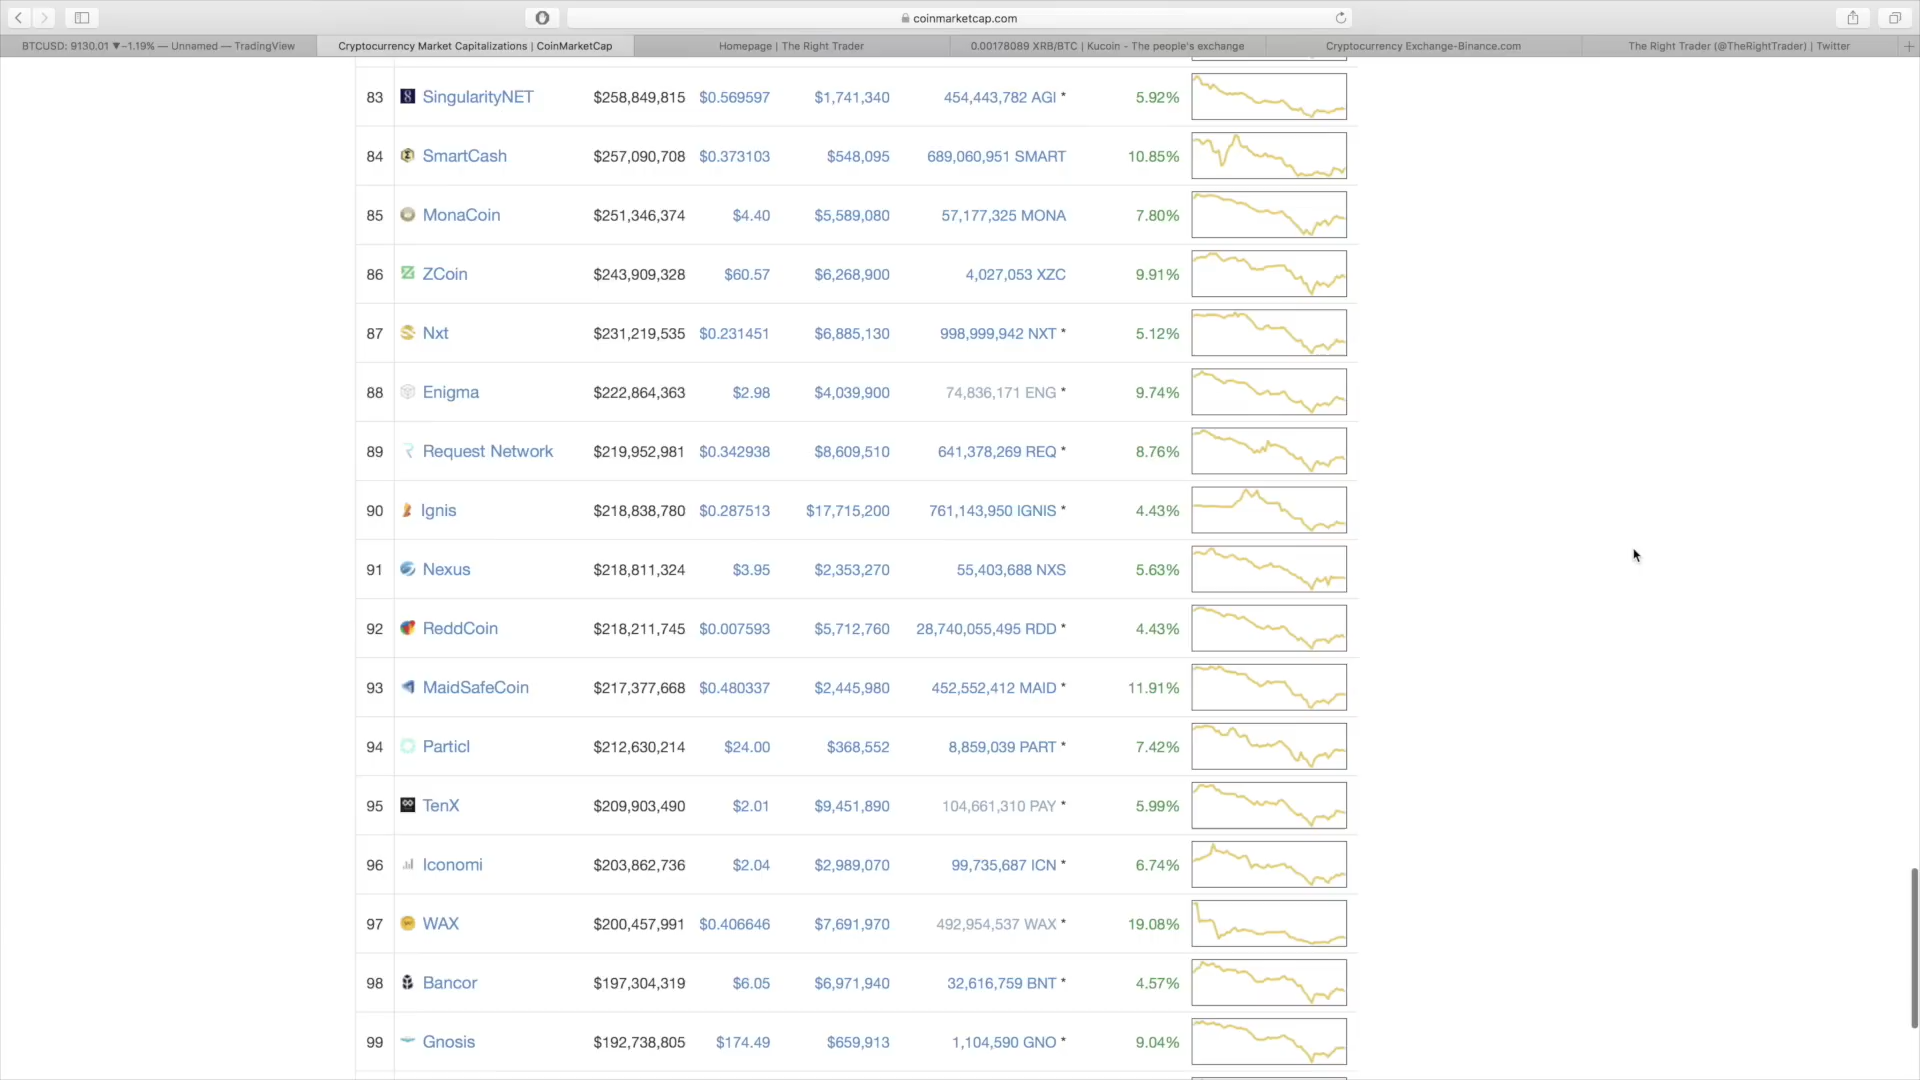 coinmarketcap.com
BTCUSD: 9130.01 ▼−1.19% — Unnamed — TradingView
Cryptocurrency Market Capitalizations | CoinMarketCap
Homepage | The Right Trader
0.00178089 XRB/BTC | Kucoin - The people's exchange
Cryptocurrency Exchange-Binance.com
The Right Trader (@TheRightTrader) | Twitter
83 SingularityNET $258,849,815 $0.569597 $1,741,340 454,443,782 AGI * 5.92%
84 SmartCash $257,090,708 $0.373103 $548,095 689,060,951 SMART 10.85%
85 MonaCoin $251,346,374 $4.40 $5,589,080 57,177,325 MONA 7.80%
86 ZCoin $243,909,328 $60.57 $6,268,900 4,027,053 XZC 9.91%
87 Nxt $231,219,535 $0.231451 $6,885,130 998,999,942 NXT * 5.12%
88 Enigma $222,864,363 $2.98 $4,039,900 74,836,171 ENG * 9.74%
89 Request Network $219,952,981 $0.342938 $8,609,510 641,378,269 REQ * 8.76%
90 Ignis $218,838,780 $0.287513 $17,715,200 761,143,950 IGNIS * 4.43%
91 Nexus $218,811,324 $3.95 $2,353,270 55,403,688 NXS 5.63%
92 ReddCoin $218,211,745 $0.007593 $5,712,760 28,740,055,495 RDD * 4.43%
93 MaidSafeCoin $217,377,668 $0.480337 $2,445,980 452,552,412 MAID * 11.91%
94 Particl $212,630,214 $24.00 $368,552 8,859,039 PART * 7.42%
95 TenX $209,903,490 $2.01 $9,451,890 104,661,310 PAY * 5.99%
96 Iconomi $203,862,736 $2.04 $2,989,070 99,735,687 ICN * 6.74%
97 WAX $200,457,991 $0.406646 $7,691,970 492,954,537 WAX * 19.08%
98 Bancor $197,304,319 $6.05 $6,971,940 32,616,759 BNT * 4.57%
99 Gnosis $192,738,805 $174.49 $659,913 1,104,590 GNO * 9.04%